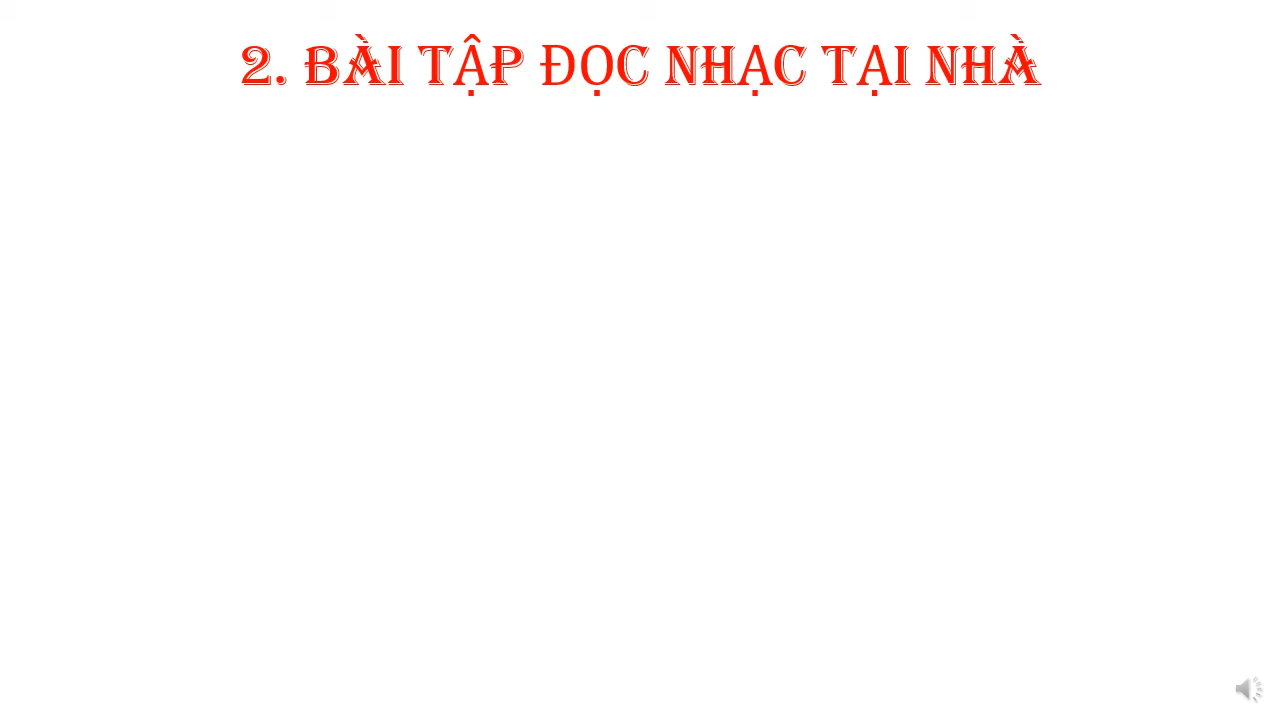 2. BÀI TẬP ĐỌC NHẠC TẠI NHÀ